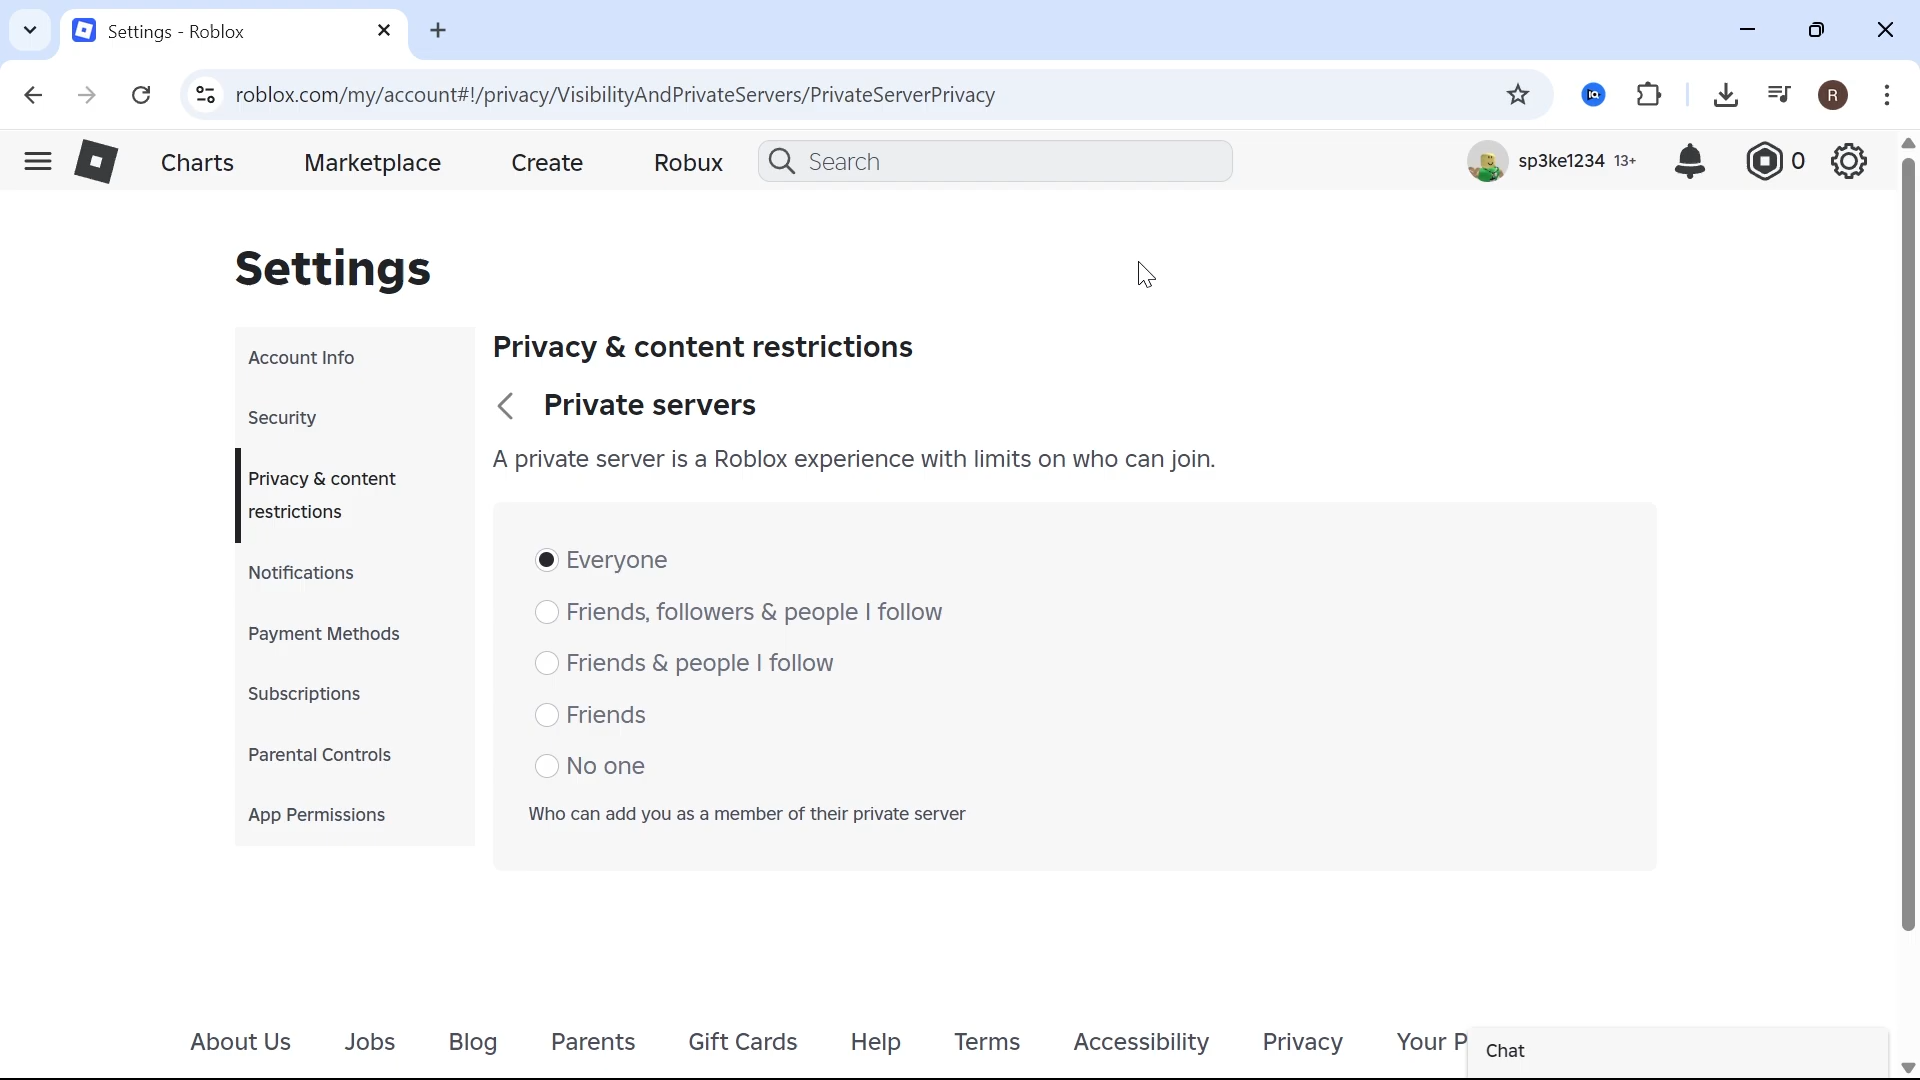 Settings - Roblox
roblox.com/my/account#!/privacy/VisibilityAndPrivateServers/PrivateServerPrivacy
R
Charts
Marketplace
Create
Robux
Search
sp3ke1234 13+
0
Settings
Account Info
Security
Privacy & content
restrictions
Notifications
Payment Methods
Subscriptions
Parental Controls
App Permissions
Privacy & content restrictions
Private servers
A private server is a Roblox experience with limits on who can join.
Everyone
Friends, followers & people I follow
Friends & people I follow
Friends
No one
Who can add you as a member of their private server
About Us
Jobs
Blog
Parents
Gift Cards
Help
Terms
Accessibility
Privacy
Your P
Chat